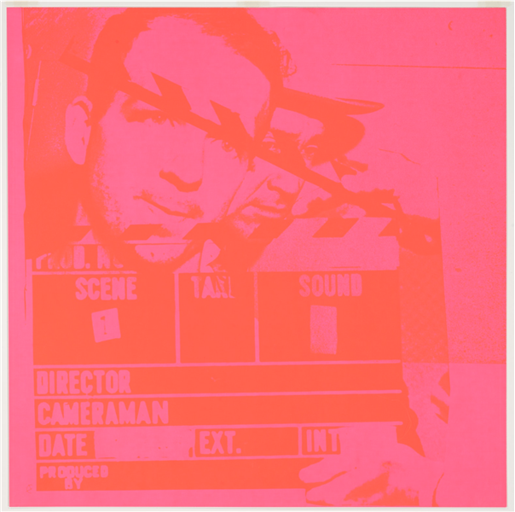 PROD. NO.
SCENE TAKE SOUND
1
DIRECTOR
CAMERAMAN
DATE EXT. INT
PRODUCED
BY